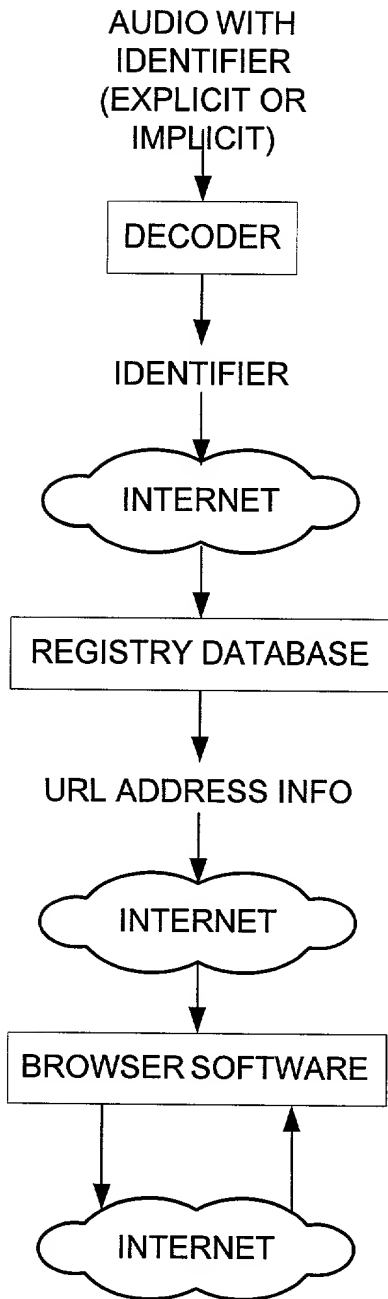 AUDIO WITH
IDENTIFIER
(EXPLICIT OR
IMPLICIT)
DECODER
IDENTIFIER
INTERNET
REGISTRY DATABASE
URL ADDRESS INFO
INTERNET
BROWSER SOFTWARE
INTERNET